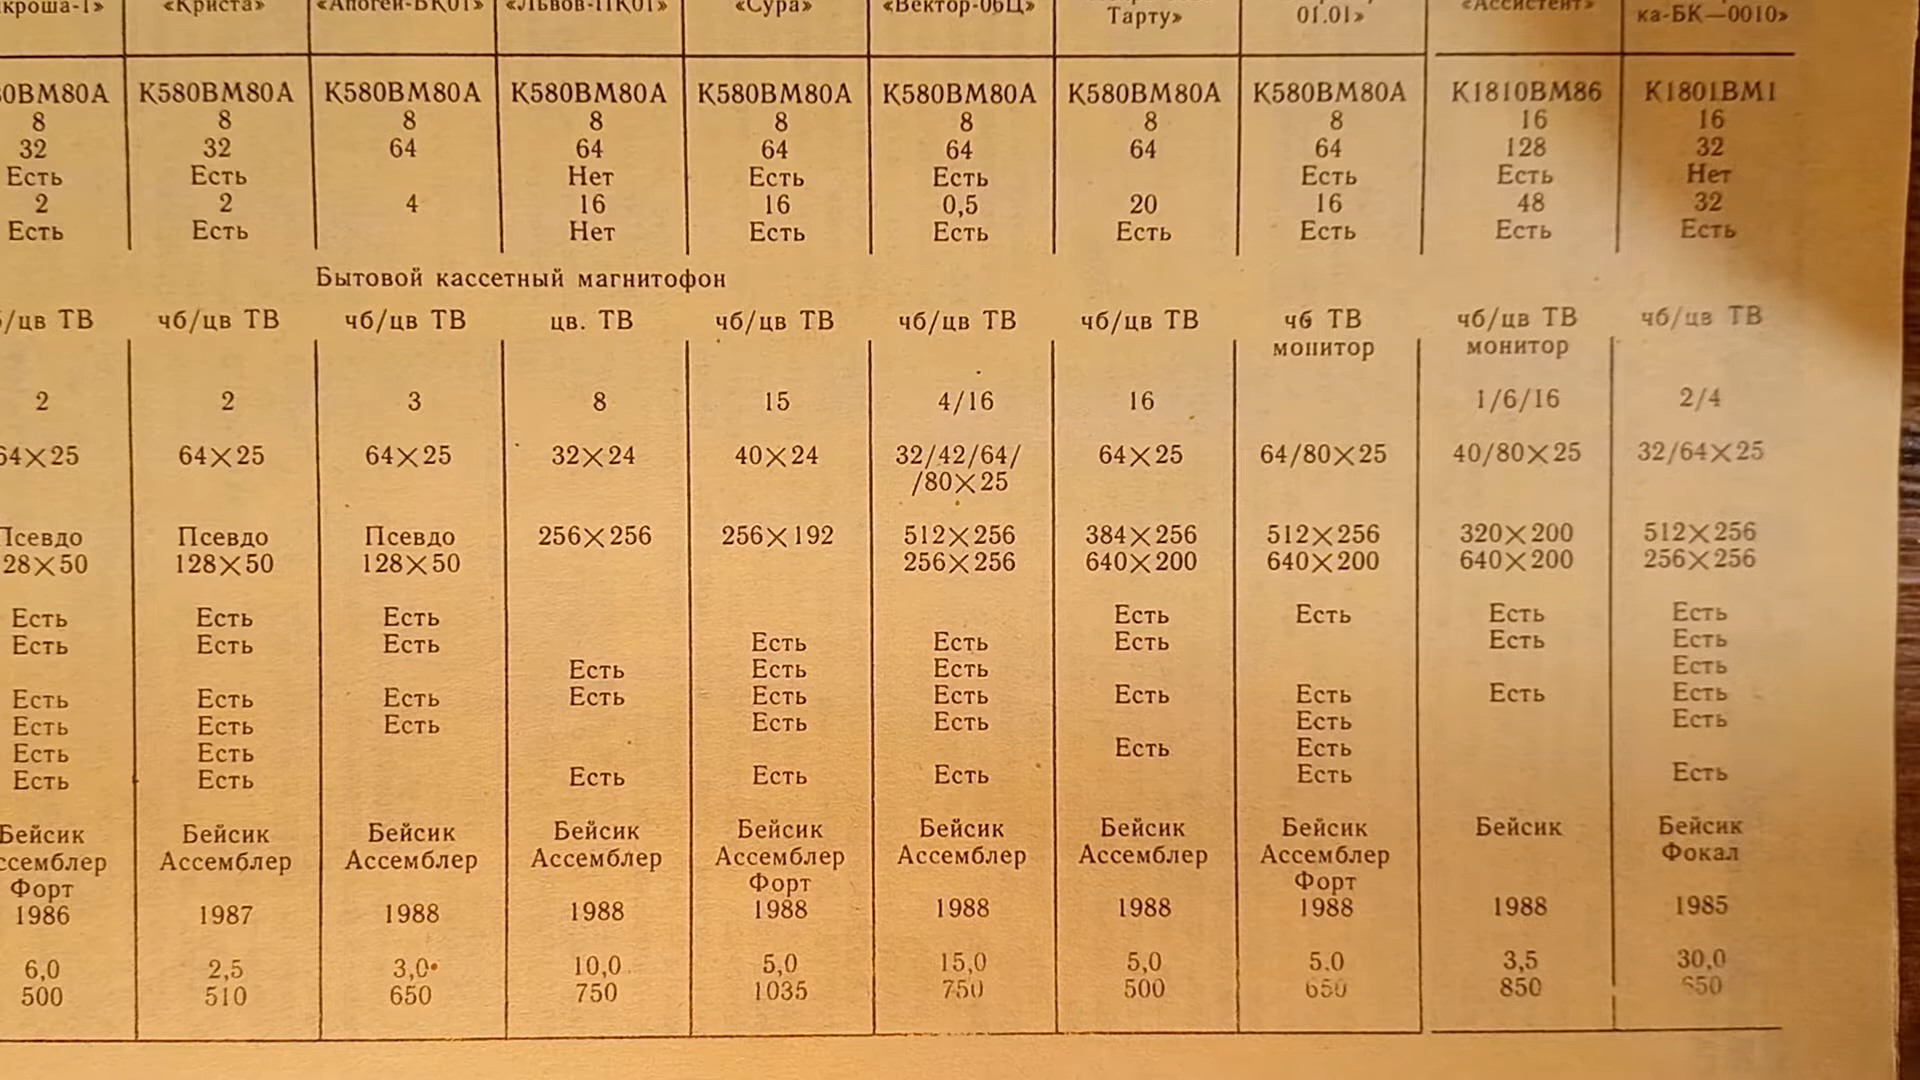 кроша-1» «Криста» «Апогей-БК01» «Львов-ПК01» «Сура» «Вектор-06Ц» «Ассистент»
Тарту» 01.01» ка-БК—0010»
80ВМ80А К580ВМ80А К580ВМ80А К580ВМ80А К580ВМ80А К580ВМ80А К580ВМ80А К580ВМ80А К1810ВМ86 К1801ВМ1
8 8 8 8 8 8 8 8 16 16
32 32 64 64 64 64 64 64 128 32
Есть Есть Нет Есть Есть Есть Есть Нет
2 2 4 16 16 0,5 20 16 48 32
Есть Есть Нет Есть Есть Есть Есть Есть Есть
Бытовой кассетный магнитофон
/цв ТВ чб/цв ТВ чб/цв ТВ цв. ТВ чб/цв ТВ чб/цв ТВ чб/цв ТВ чб ТВ чб/цв ТВ чб/цв ТВ
монитор монитор
2 2 3 8 15 4/16 16 1/6/16 2/4
64×25 64×25 64×25 32×24 40×24 32/42/64/ 64×25 64/80×25 40/80×25 32/64×25
/80×25
Псевдо Псевдо Псевдо 256×256 256×192 512×256 384×256 512×256 320×200 512×256
28×50 128×50 128×50 256×256 640×200 640×200 640×200 256×256
Есть Есть Есть Есть Есть Есть Есть
Есть Есть Есть Есть Есть Есть Есть Есть
Есть Есть Есть Есть
Есть Есть Есть Есть Есть Есть Есть Есть Есть Есть
Есть Есть Есть Есть Есть Есть Есть
Есть Есть Есть Есть
Есть Есть Есть Есть Есть Есть Есть
Бейсик Бейсик Бейсик Бейсик Бейсик Бейсик Бейсик Бейсик Бейсик Бейсик
ссемблер Ассемблер Ассемблер Ассемблер Ассемблер Ассемблер Ассемблер Ассемблер Фокал
Форт Форт Форт
1986 1987 1988 1988 1988 1988 1988 1988 1988 1985
6,0 2,5 3,0 10,0 5,0 15,0 5,0 5.0 3,5 30,0
500 510 650 750 1035 750 500 650 850 650